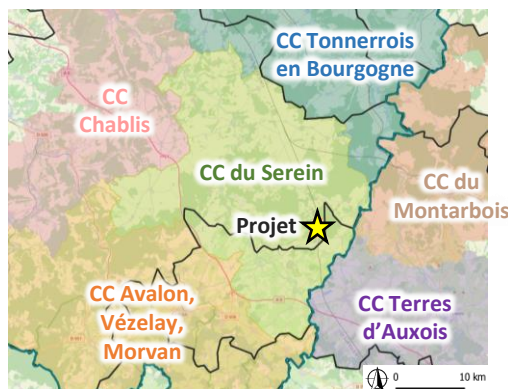 CC Tonnerrois
en Bourgogne
CC
Chablis
CC du Serein
CC du
Montarbois
Projet
CC Avalon,
Vézelay,
Morvan
CC Terres
d'Auxois
0 10 km